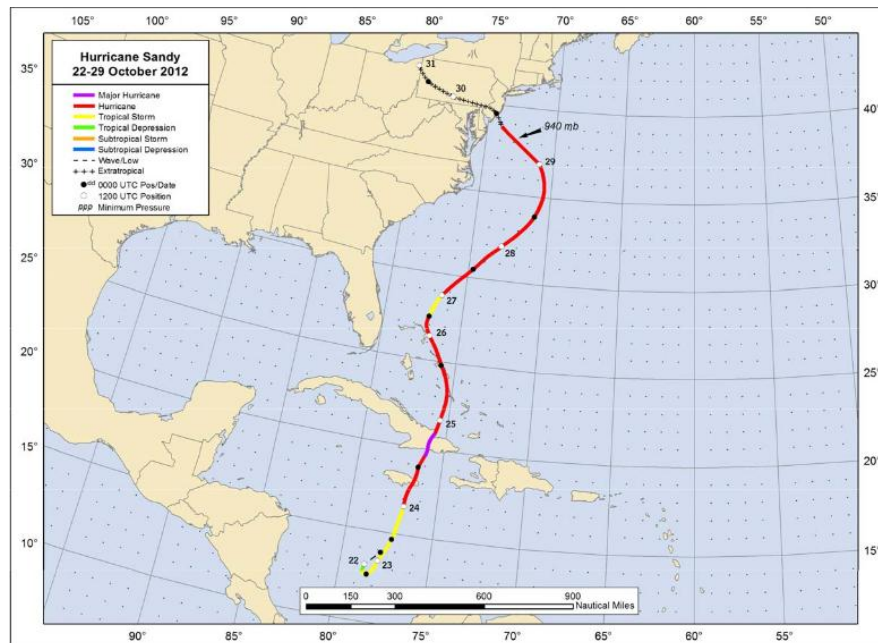 105° 100° 95° 90° 85° 80° 75° 70° 65° 60° 55° 50°
Hurricane Sandy
22-29 October 2012
Major Hurricane
Hurricane
Tropical Storm
Tropical Depression
Subtropical Storm
Subtropical Depression
Wave/Low
Extratropical
dd 0000 UTC Pos/Date
1200 UTC Position
ppp Minimum Pressure
35°
30°
25°
20°
15°
10°
31
30
940 mb
29
28
27
26
25
24
22
23
40°
35°
30°
25°
20°
15°
0 150 300 600 900
Nautical Miles
90° 85° 80° 75° 70° 65° 60°